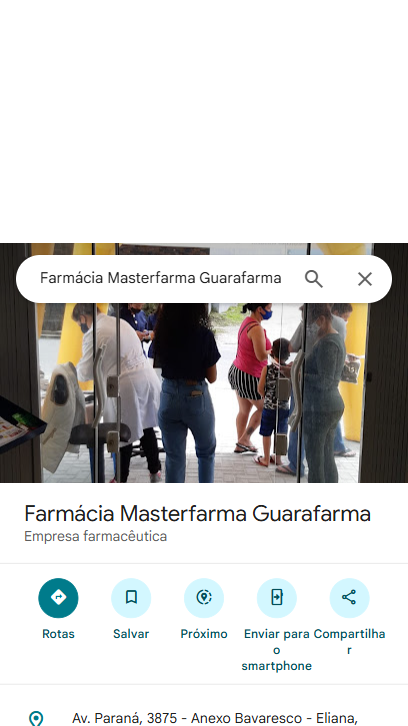 Farmácia Masterfarma Guarafarma
Farmácia Masterfarma Guarafarma
Empresa farmacêutica
Rotas
Salvar
Próximo
Enviar para
o
smartphone
Compartilha
r
Av. Paraná, 3875 - Anexo Bavaresco - Eliana,